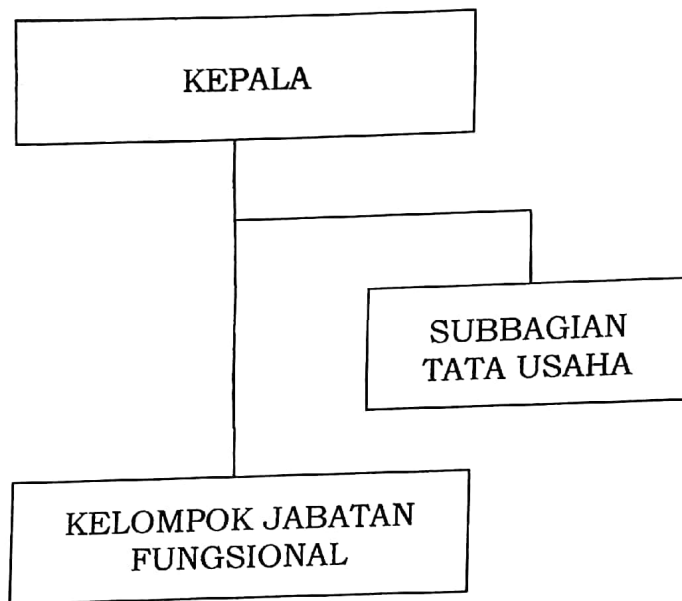 KEPALA
SUBBAGIAN
TATA USAHA
KELOMPOK JABATAN
FUNGSIONAL